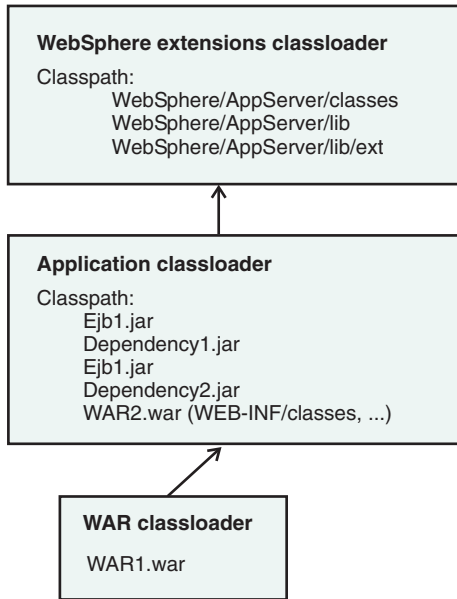 WebSphere extensions classloader
Classpath:
WebSphere/AppServer/classes
WebSphere/AppServer/lib
WebSphere/AppServer/lib/ext
Application classloader
Classpath:
Ejb1.jar
Dependency1.jar
Ejb1.jar
Dependency2.jar
WAR2.war (WEB-INF/classes, ...)
WAR classloader
WAR1.war